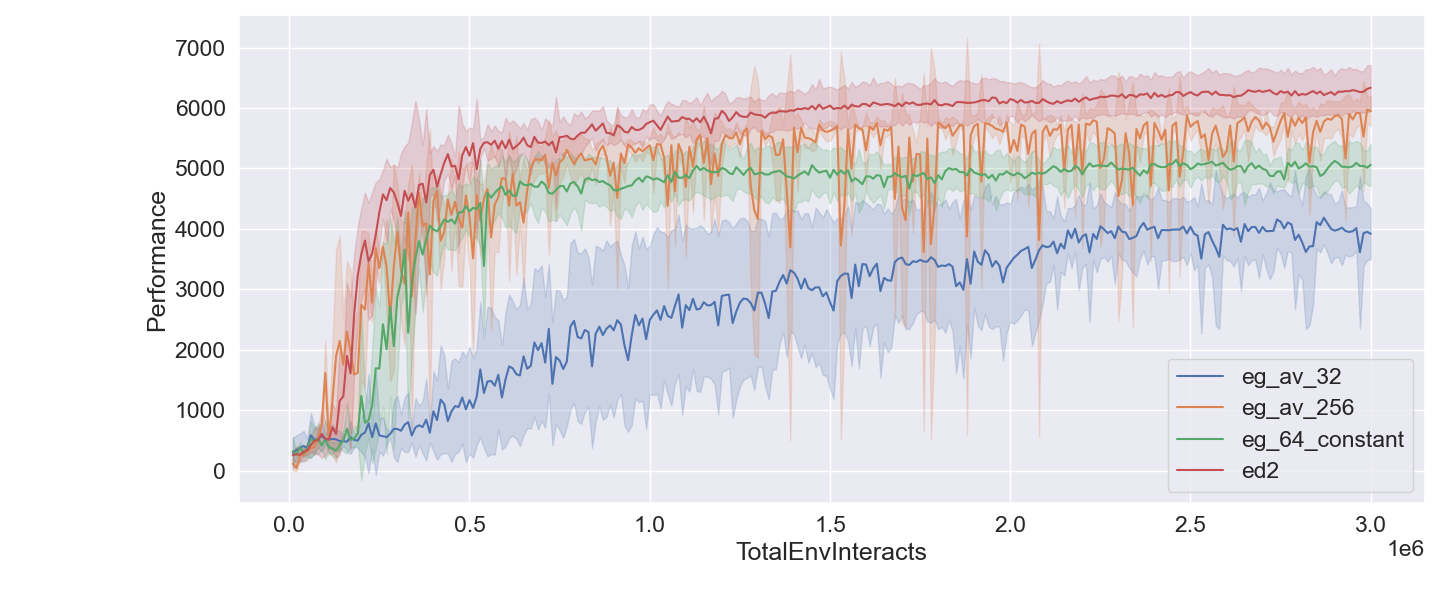 Performance
7000
6000
5000
4000
3000
2000
1000
0
0.0 0.5 1.0 1.5 2.0 2.5 3.0
1e6
TotalEnvInteracts
eg_av_32
eg_av_256
eg_64_constant
ed2